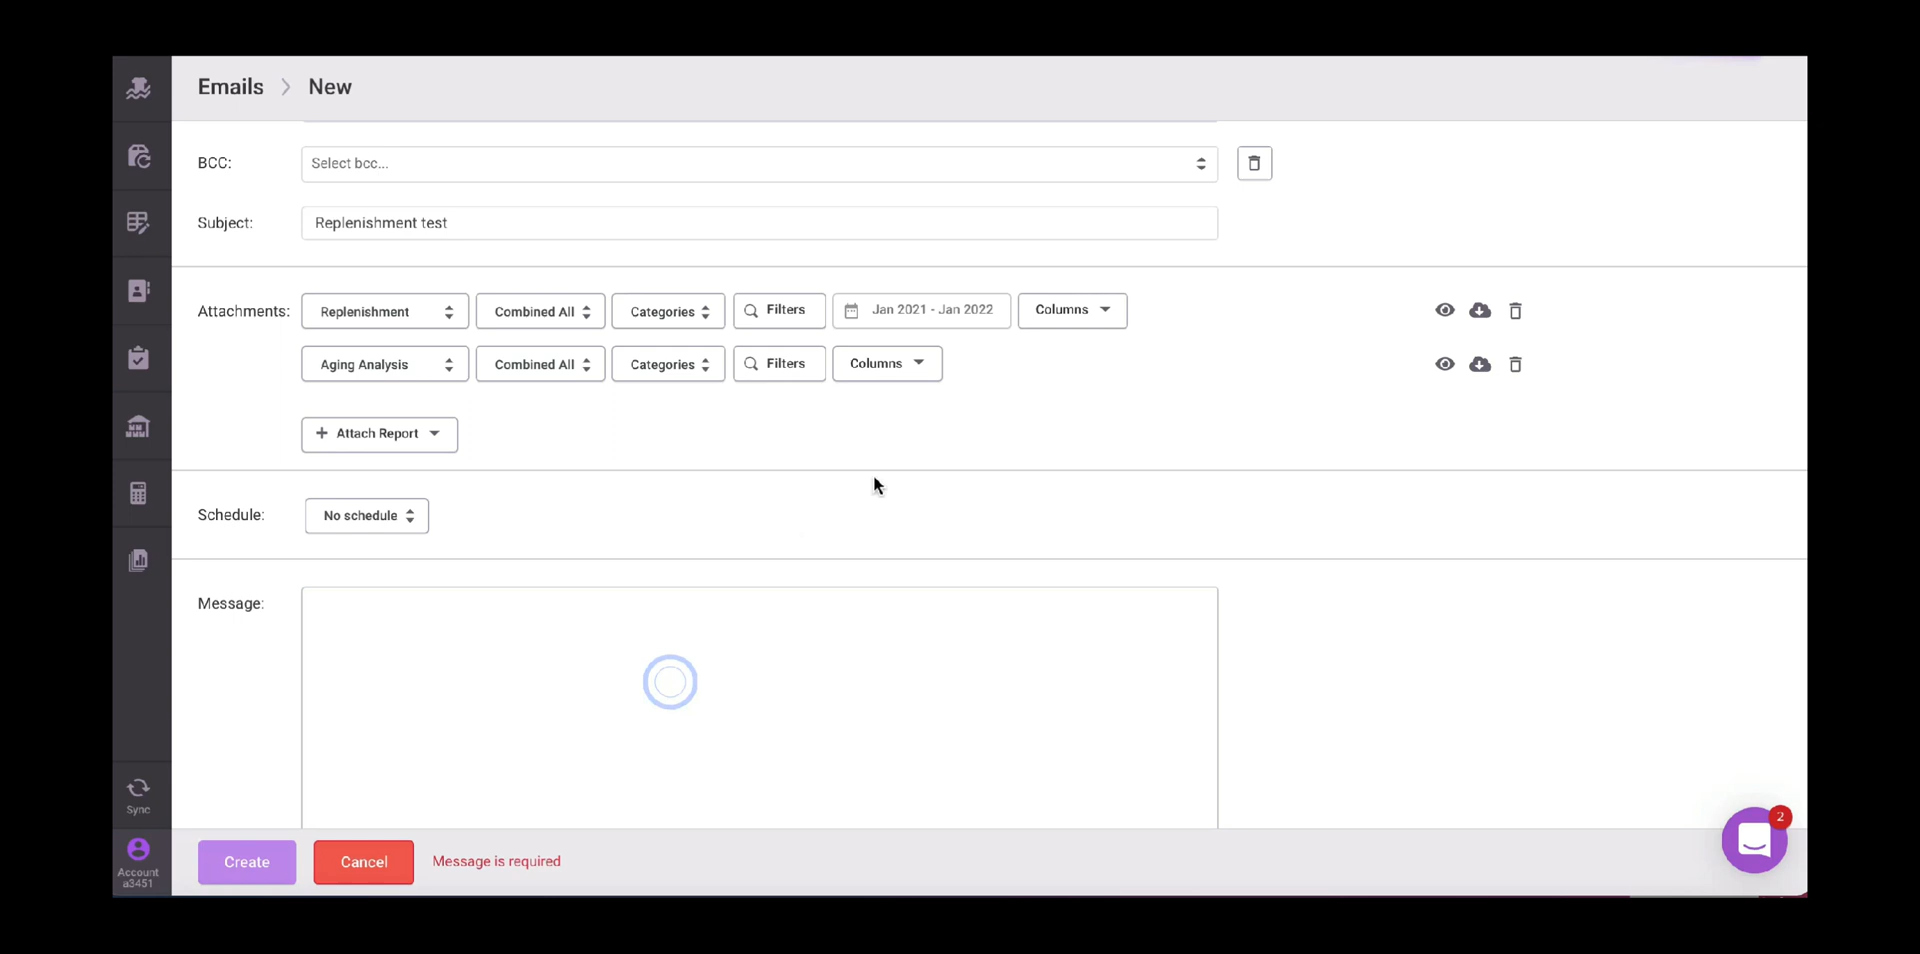 Emails > New
BCC: Select bcc...
Subject: Replenishment test
Attachments: Replenishment Combined All Categories Filters Jan 2021 - Jan 2022 Columns
Aging Analysis Combined All Categories Filters Columns
+ Attach Report
Schedule: No schedule
Message:
Sync
Account
a3451
Create Cancel Message is required
2